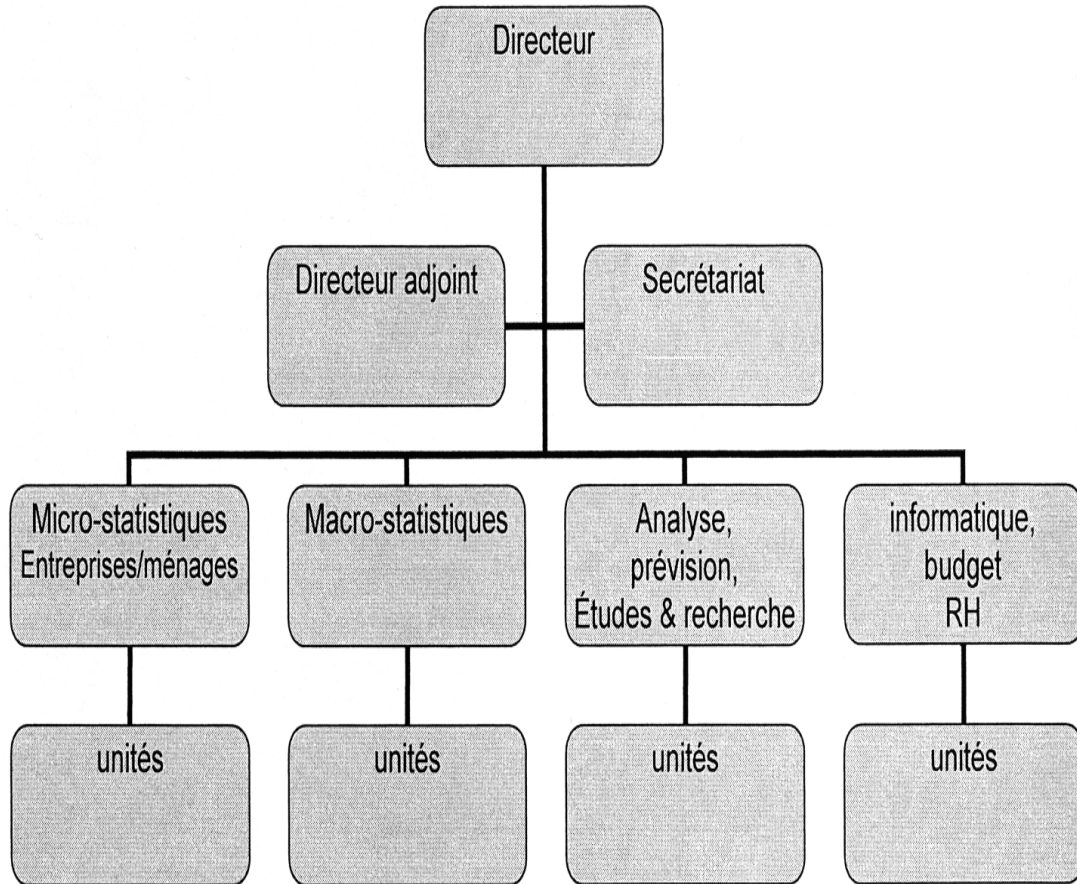 Directeur
Directeur adjoint
Secrétariat
Micro-statistiques
Entreprises/ménages
Macro-statistiques
Analyse,
prévision,
Études & recherche
informatique,
budget
RH
unités
unités
unités
unités